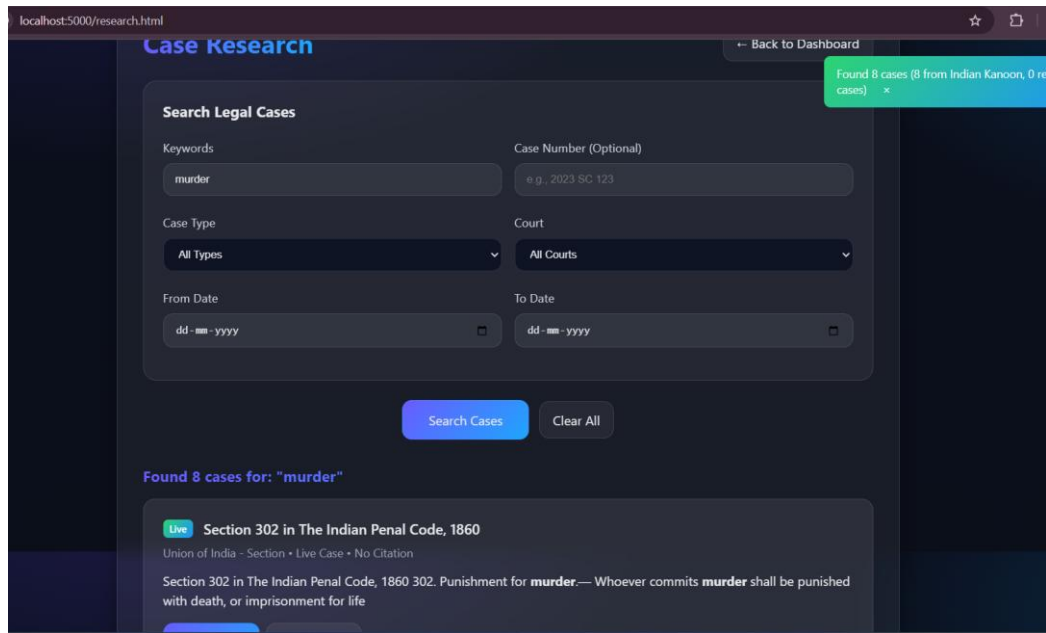 localhost:5000/research.html
Case Research
← Back to Dashboard
Found 8 cases (8 from Indian Kanoon, 0 re
cases) ×
Search Legal Cases
Keywords
Case Number (Optional)
murder
e.g., 2023 SC 123
Case Type
Court
All Types
All Courts
From Date
To Date
dd-mm-yyyy
dd-mm-yyyy
Search Cases
Clear All
Found 8 cases for: "murder"
Live Section 302 in The Indian Penal Code, 1860
Union of India - Section • Live Case • No Citation
Section 302 in The Indian Penal Code, 1860 302. Punishment for murder.— Whoever commits murder shall be punished
with death, or imprisonment for life